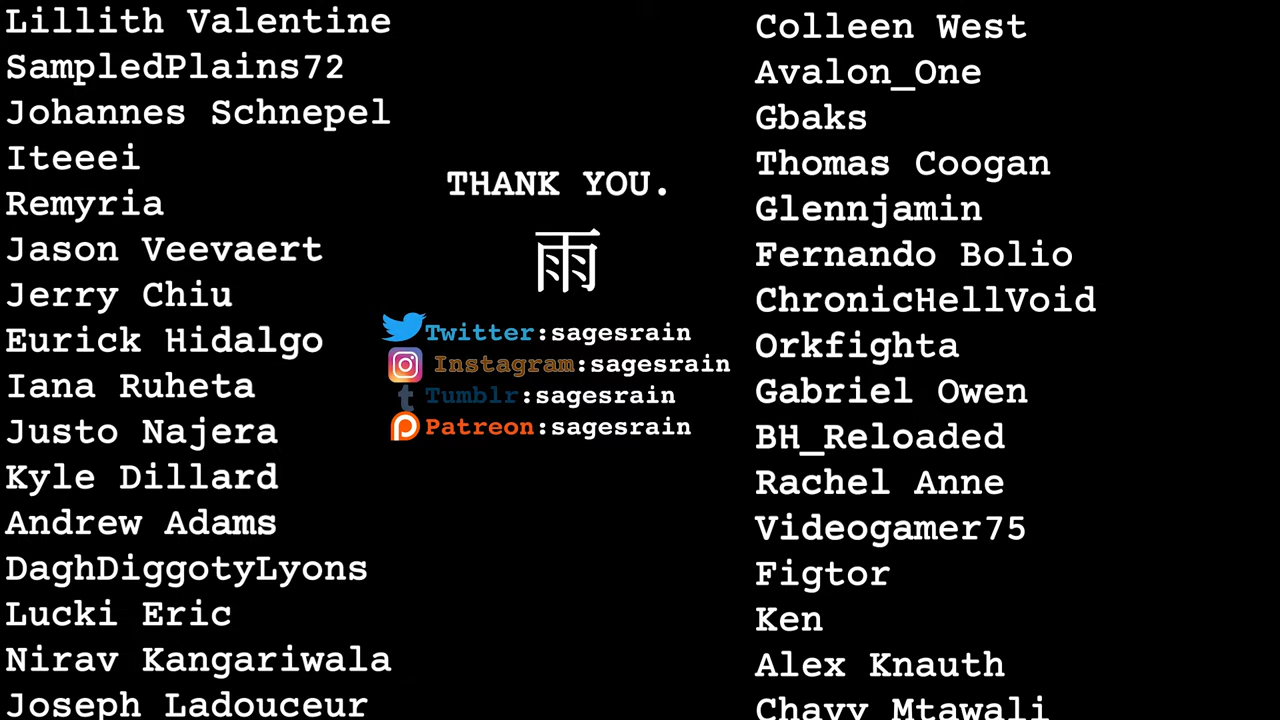 Lillith Valentine
SampledPlains72
Johannes Schnepel
Iteeei
Remyria
Jason Veevaert
Jerry Chiu
Eurick Hidalgo
Iana Ruheta
Justo Najera
Kyle Dillard
Andrew Adams
DaghDiggotyLyons
Lucki Eric
Nirav Kangariwala
Joseph Ladouceur
THANK YOU.
雨
Twitter:sagesrain
Instagram:sagesrain
Tumblr:sagesrain
Patreon:sagesrain
Colleen West
Avalon_One
Gbaks
Thomas Coogan
Glennjamin
Fernando Bolio
ChronicHellVoid
Orkfighta
Gabriel Owen
BH_Reloaded
Rachel Anne
Videogamer75
Figtor
Ken
Alex Knauth
Chavv Mtawali